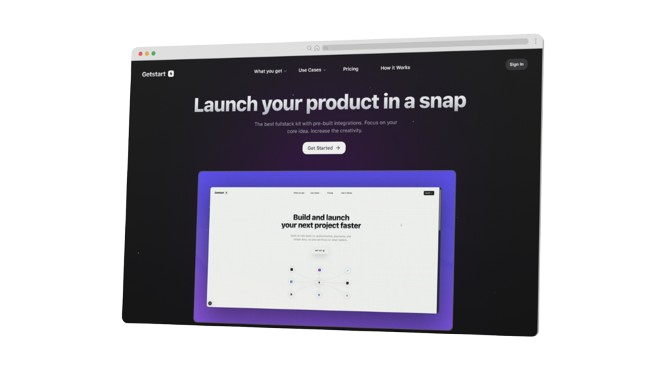 Getstart
What you get
Use Cases
Pricing
How it Works
Sign In
Launch your product in a snap
The best fullstack kit with pre-built integrations. Focus on your
core idea. Increase the creativity.
Get Started →
Build and launch
your next project faster